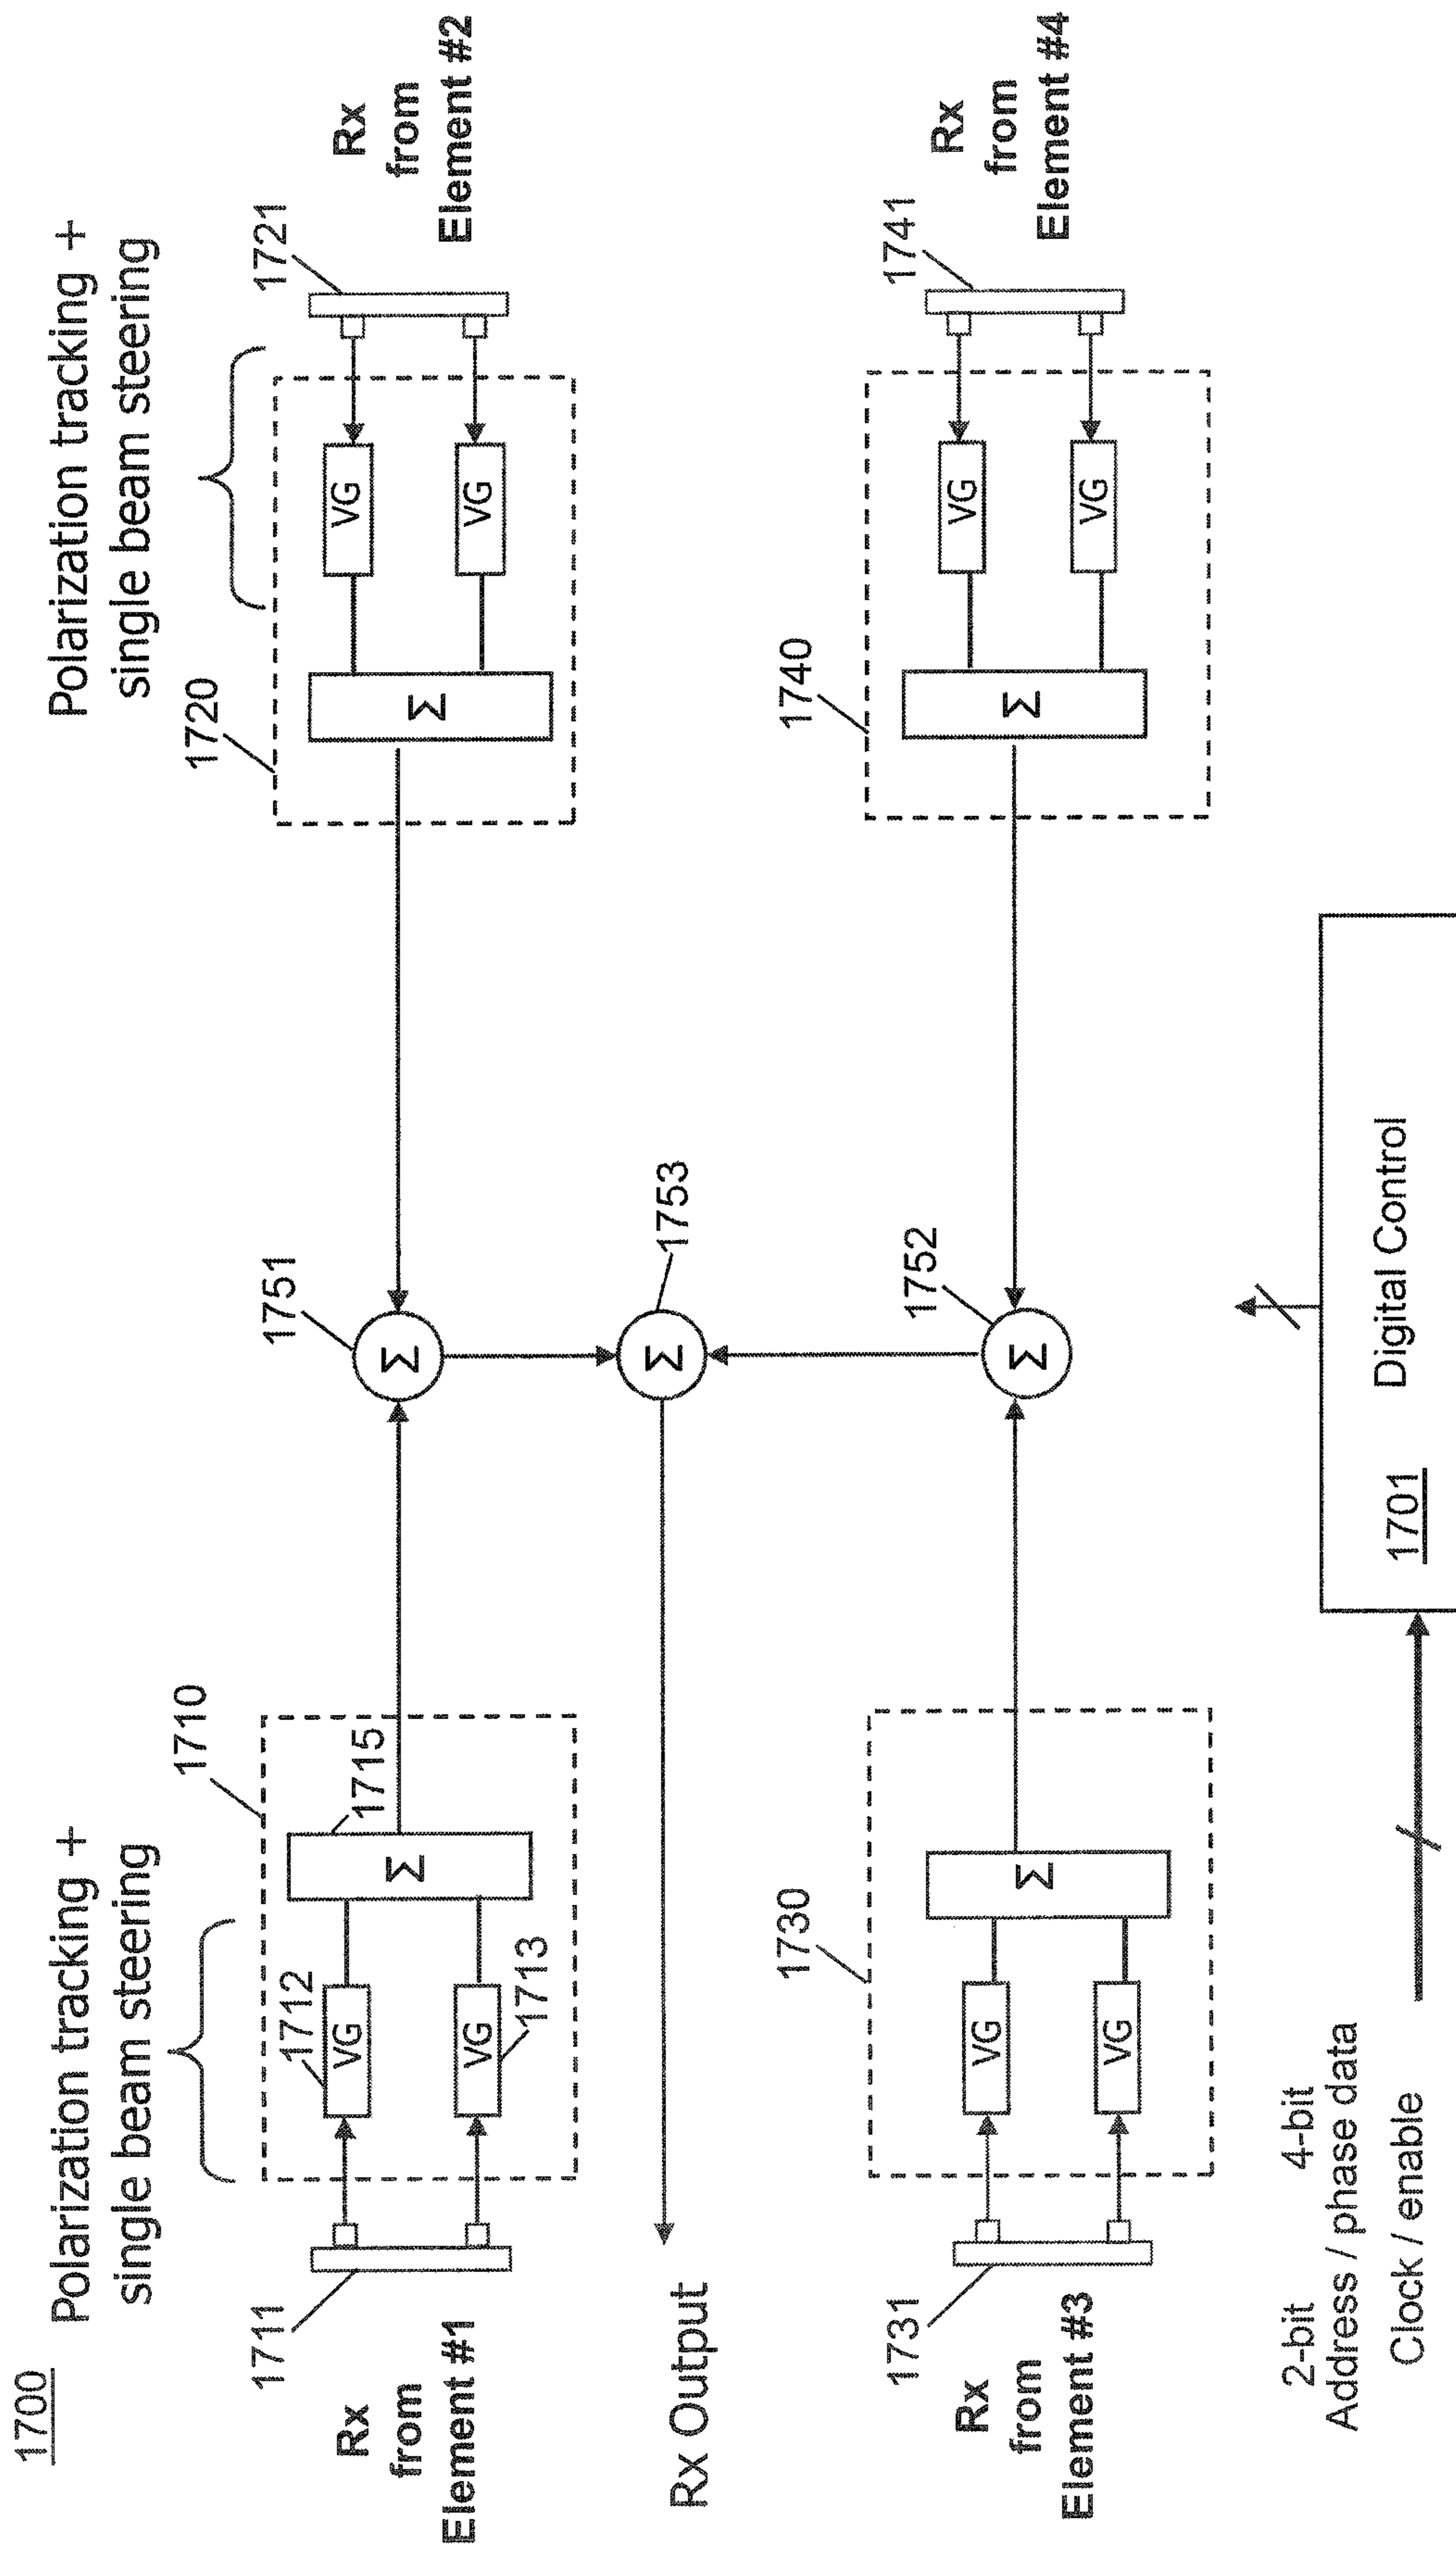 1700
Polarization tracking +
single beam steering
Polarization tracking +
single beam steering
1710
1720
1711
1712
VG
VG
1713
1715
Σ
Rx
from
Element #1
1751
Σ
Σ
VG
VG
1721
Rx
from
Element #2
Rx Output
Σ
1753
1730
1731
VG
VG
Σ
Rx
from
Element #3
1752
Σ
1740
Σ
VG
VG
1741
Rx
from
Element #4
2-bit 4-bit
Address / phase data
Clock / enable
1701
Digital Control